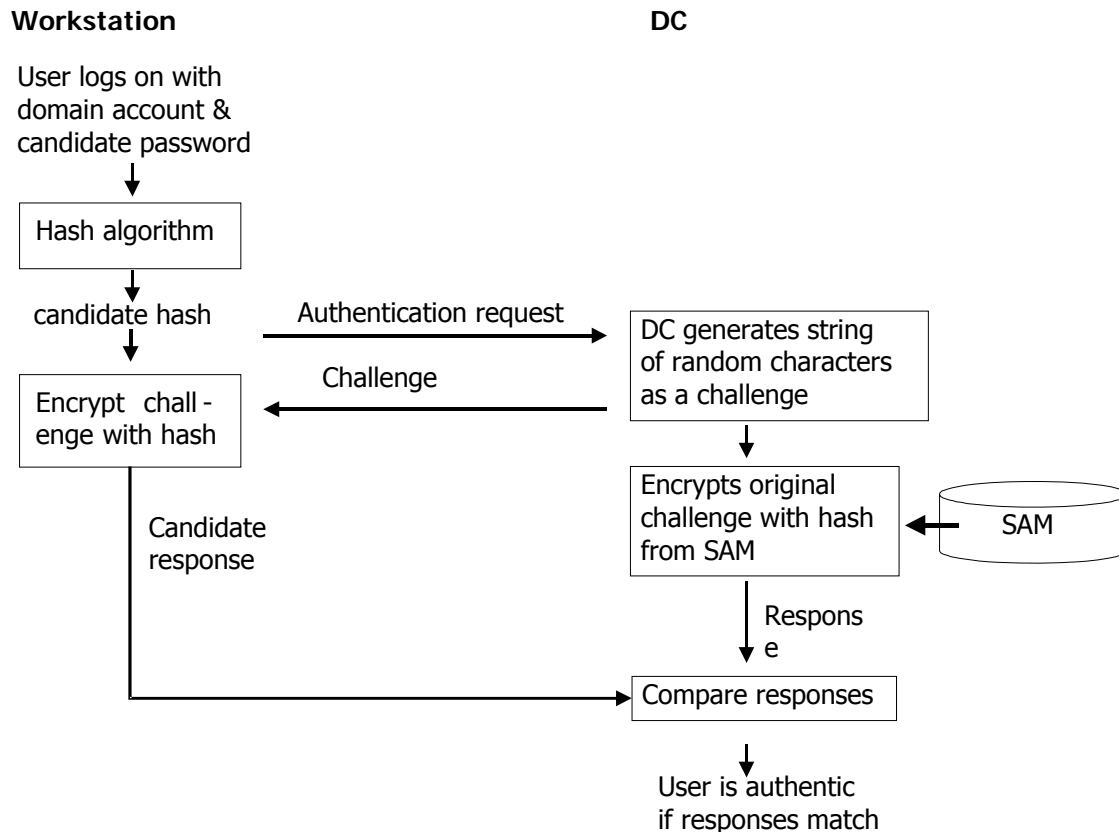 Workstation
DC
User logs on with
domain account &
candidate password
Hash algorithm
candidate hash
Authentication request
DC generates string
of random characters
as a challenge
Challenge
Encrypt chall -
enge with hash
Encrypts original
challenge with hash
from SAM
SAM
Candidate
response
Respons
e
Compare responses
User is authentic
if responses match